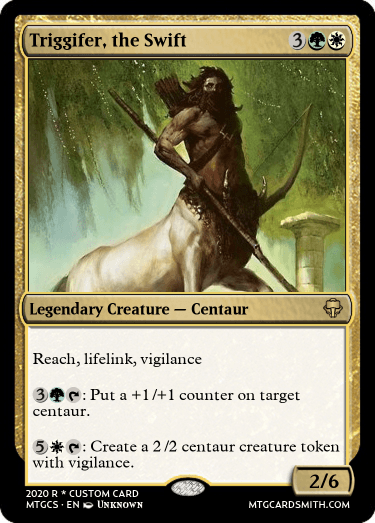 Triggifer, the Swift 3
Legendary Creature — Centaur
Reach, lifelink, vigilance
3: Put a +1/+1 counter on target
centaur.
5: Create a 2/2 centaur creature token
with vigilance.
2/6
2020 R * CUSTOM CARD
MTGCS · EN UNKNOWN
MTGCARDSMITH.COM